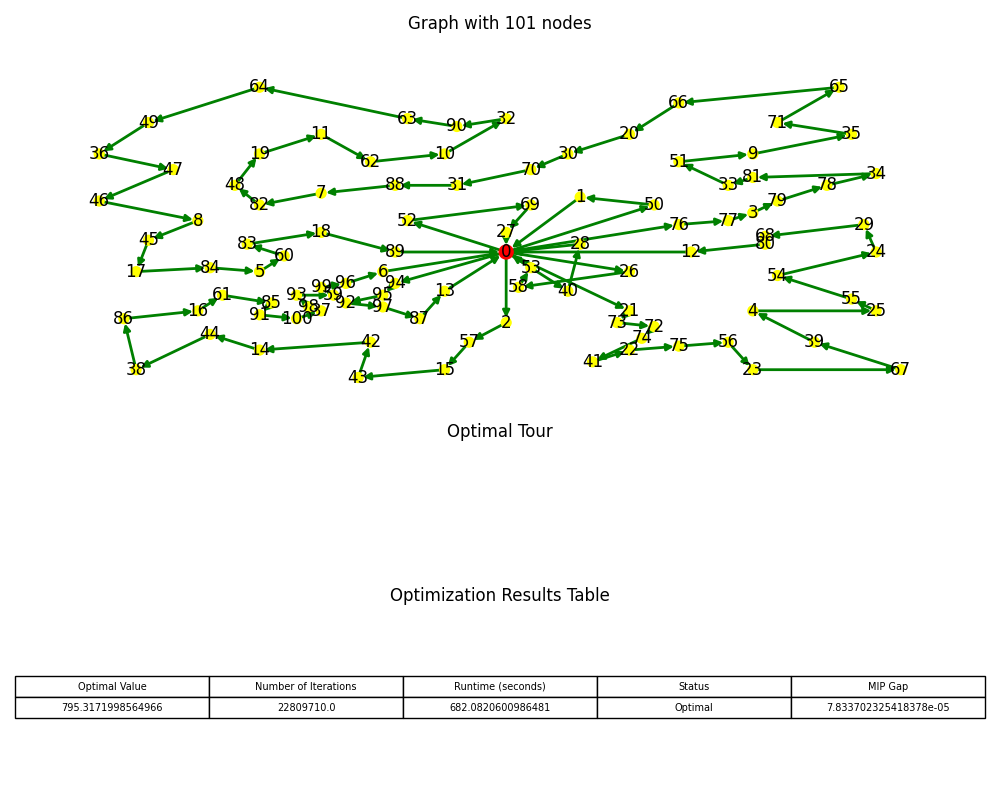 Graph with 101 nodes
64 65
66
49 63 90 32 71
11 20 35
36 19 62 10 30 51 9
47 70 81 34
48 7 88 31 33 78
46 82 52 69 1 50 3 79
8 27 76 77
45 83 18 28 68 29
60 89 0 12 80 24
17 84 5 6 53 26 54
99 96 94 58 40
61 93 59 95 13 55
85 98 92 97 21 4 25
86 16 91 100 37 87 2 73 72
44 42 57 74 39
14 22 75 56
38 43 15 41 23 67
Optimal Tour
Optimization Results Table
Optimal Value Number of Iterations Runtime (seconds) Status MIP Gap
795.3171998564966 22809710.0 682.0820600986481 Optimal 7.833702325418378e-05